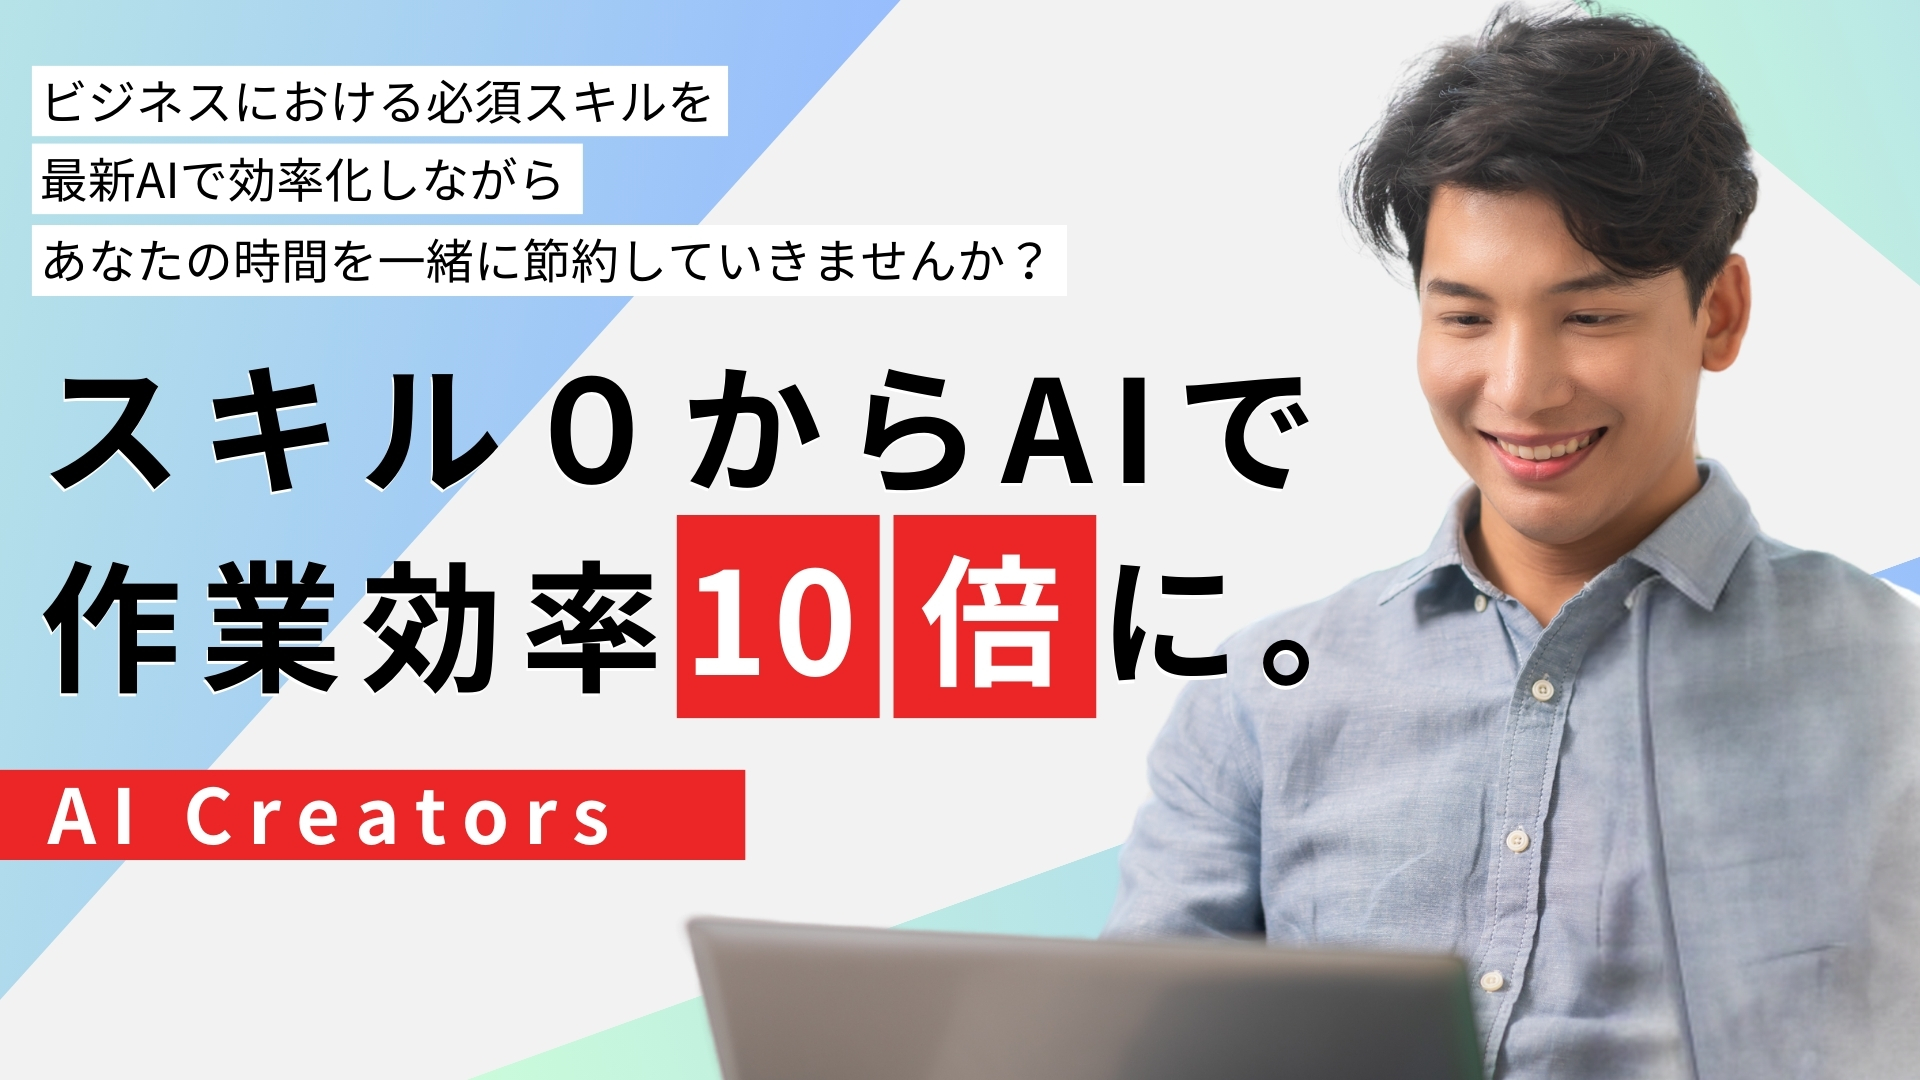 ビジネスにおける必須スキルを
最新AIで効率化しながら
あなたの時間を一緒に節約していきませんか？
スキル０からAIで
作業効率10倍に。
AI Creators